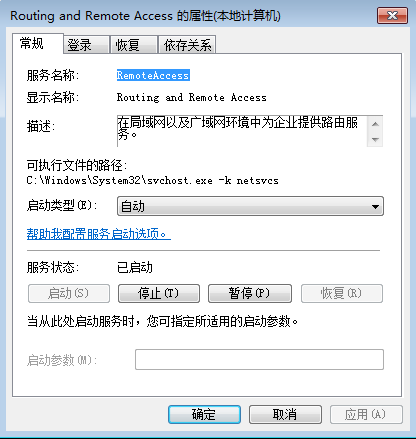 Routing and Remote Access 的属性(本地计算机)
常规 登录 恢复 依存关系
服务名称: RemoteAccess
显示名称: Routing and Remote Access
描述: 在局域网以及广域网环境中为企业提供路由服
务。
可执行文件的路径:
C:\Windows\System32\svchost.exe -k netsvcs
启动类型(E): 自动
帮助我配置服务启动选项。
服务状态: 已启动
启动(S) 停止(T) 暂停(P) 恢复(R)
当从此处启动服务时，您可指定所适用的启动参数。
启动参数(M):
确定 取消 应用(A)